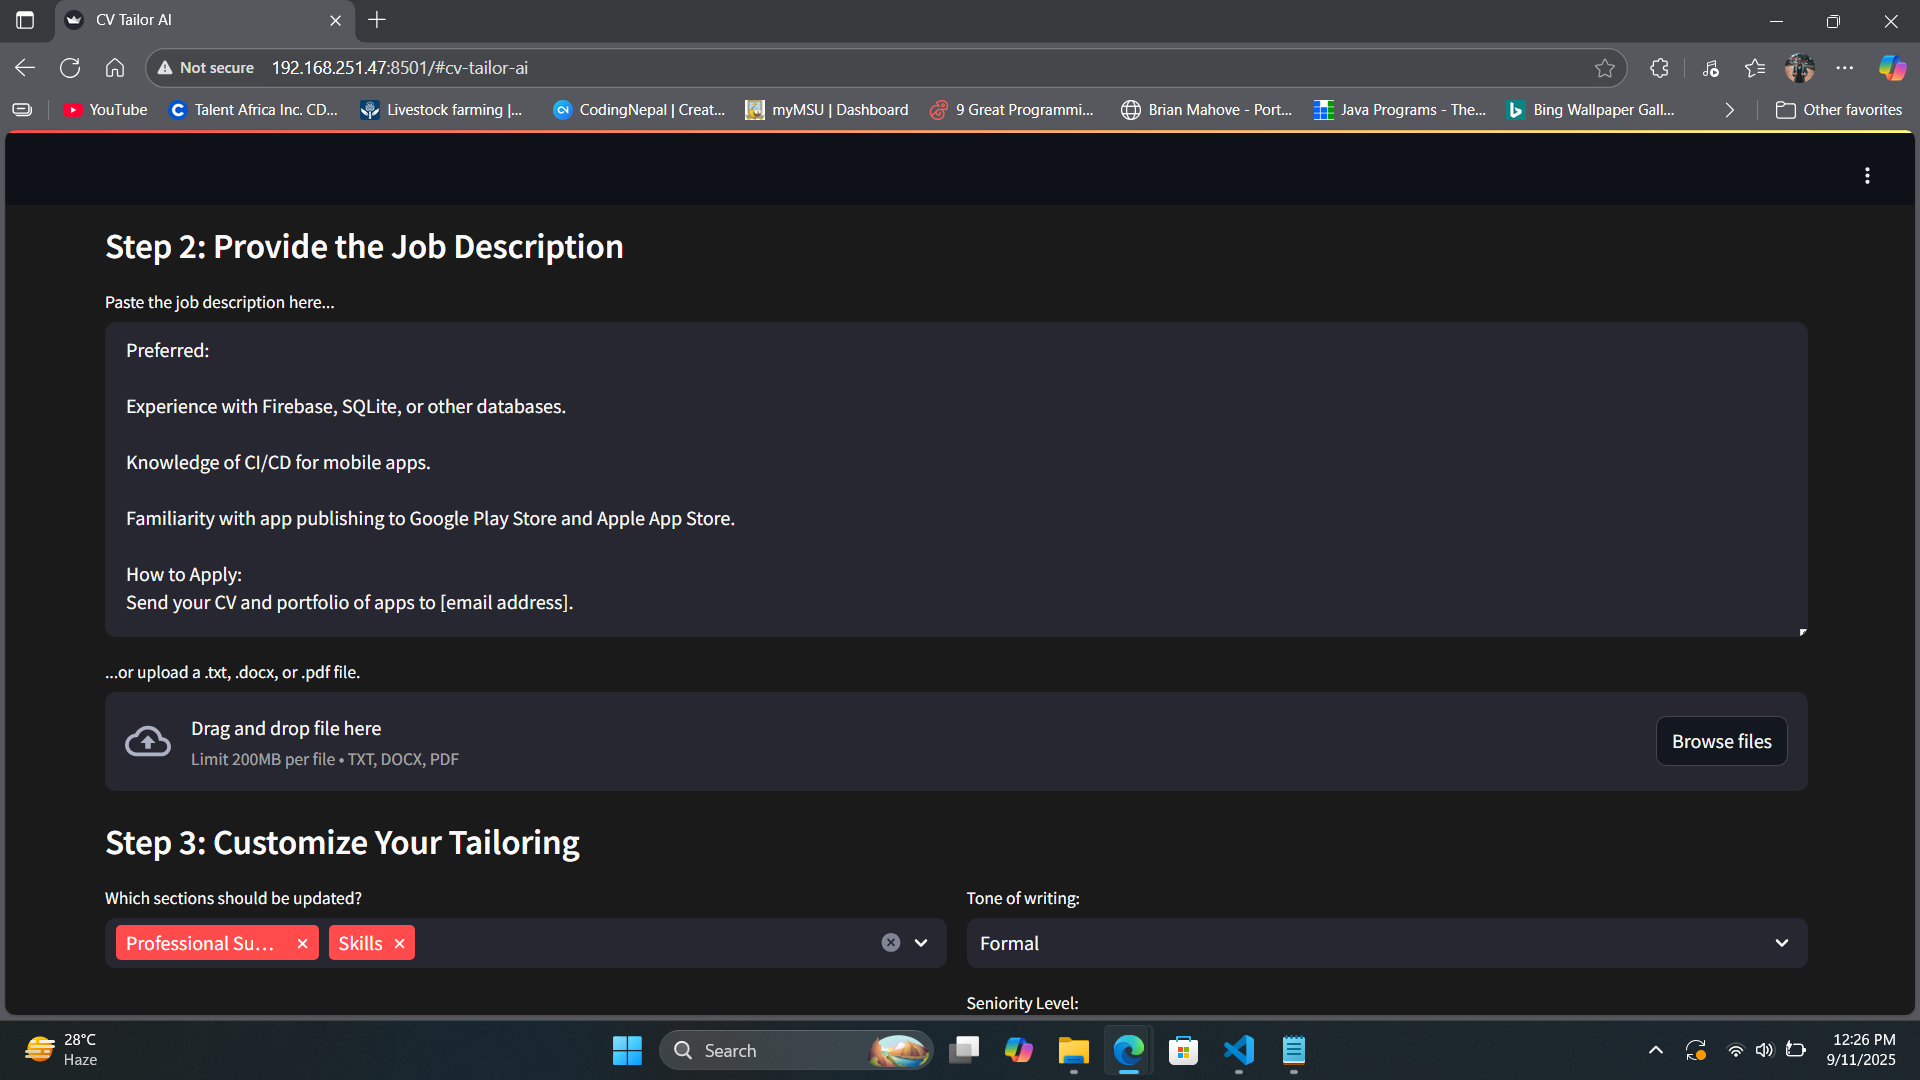 CV Tailor AI
Not secure
192.168.251.47:8501/#cv-tailor-ai
YouTube
Talent Africa Inc. CD...
Livestock farming |...
CodingNepal | Creat...
myMSU | Dashboard
9 Great Programmi...
Brian Mahove - Port...
Java Programs - The...
Bing Wallpaper Gall...
Other favorites
Step 2: Provide the Job Description
Paste the job description here...
Preferred:
Experience with Firebase, SQLite, or other databases.
Knowledge of CI/CD for mobile apps.
Familiarity with app publishing to Google Play Store and Apple App Store.
How to Apply:
Send your CV and portfolio of apps to [email address].
...or upload a .txt, .docx, or .pdf file.
Drag and drop file here
Limit 200MB per file • TXT, DOCX, PDF
Browse files
Step 3: Customize Your Tailoring
Which sections should be updated?
Professional Su...
Skills
Tone of writing:
Formal
Seniority Level:
28°C
Haze
Search
12:26 PM
9/11/2025